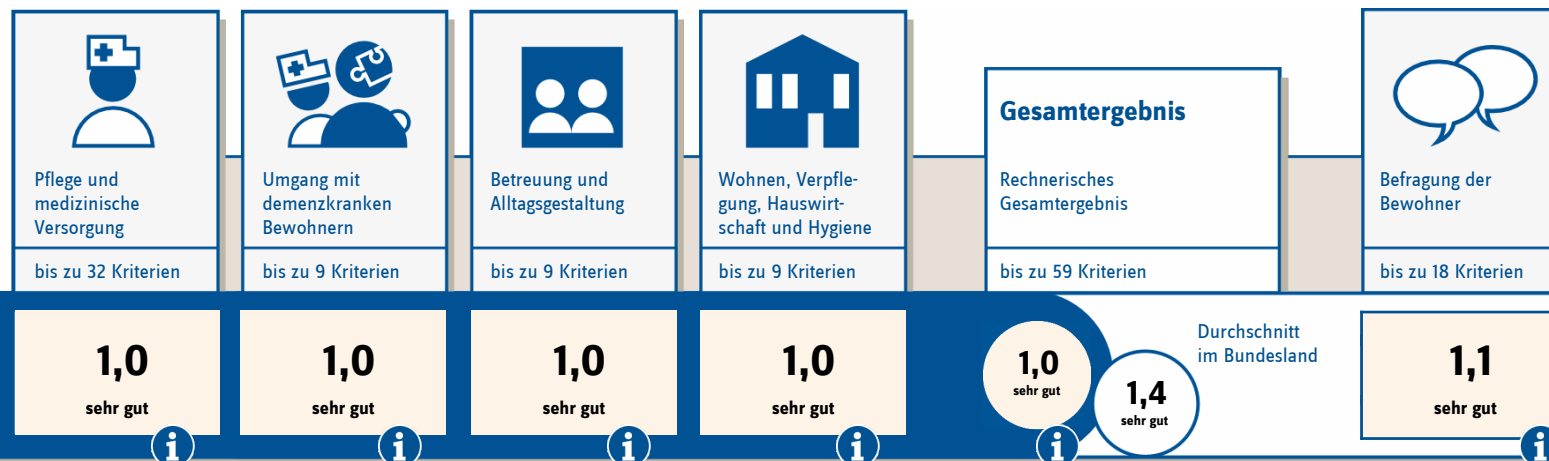 Pflege und
medizinische
Versorgung
bis zu 32 Kriterien
1,0
sehr gut
i
Umgang mit
demenzkranken
Bewohnern
bis zu 9 Kriterien
1,0
sehr gut
i
Betreuung und
Alltagsgestaltung
bis zu 9 Kriterien
1,0
sehr gut
i
Wohnen, Verpfle-
gung, Hauswirt-
schaft und Hygiene
bis zu 9 Kriterien
1,0
sehr gut
i
Gesamtergebnis
Rechnerisches
Gesamtergebnis
bis zu 59 Kriterien
1,0
sehr gut
i
1,4
sehr gut
Durchschnitt
im Bundesland
Befragung der
Bewohner
bis zu 18 Kriterien
1,1
sehr gut
i